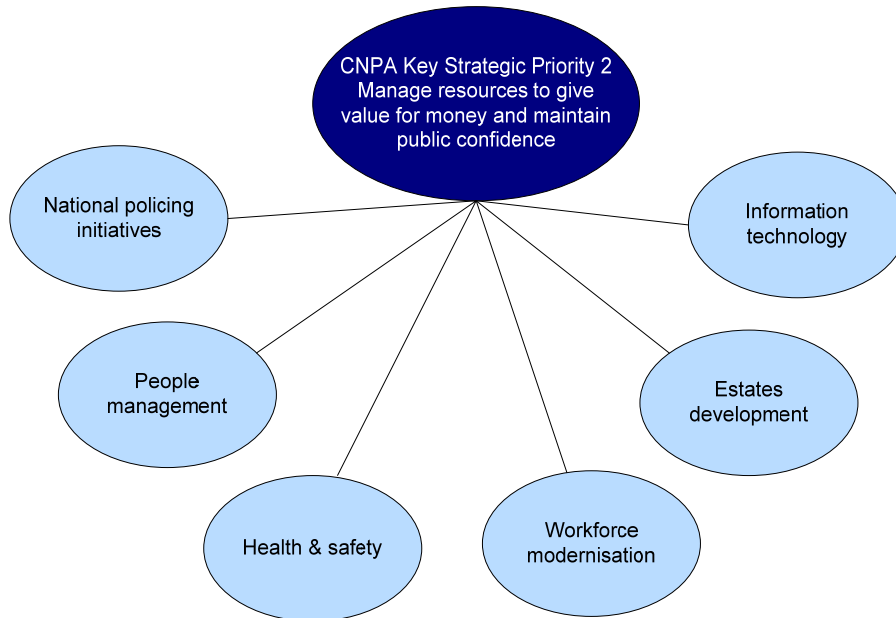 CNPA Key Strategic Priority 2
Manage resources to give
value for money and maintain
public confidence
National policing
initiatives
Information
technology
People
management
Estates
development
Health & safety
Workforce
modernisation